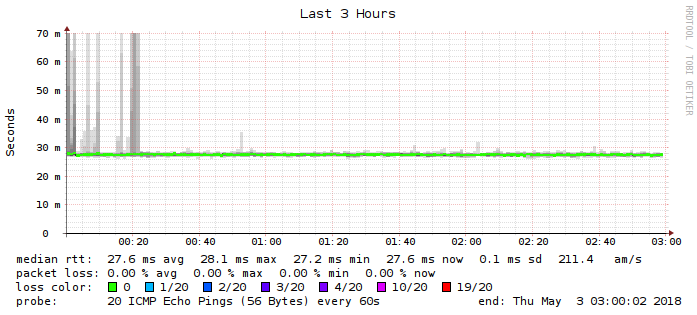 Last 3 Hours
RRDTOOL / TOBI OETIKER
Seconds
70 m
60 m
50 m
40 m
30 m
20 m
10 m
0
00:20 00:40 01:00 01:20 01:40 02:00 02:20 02:40 03:00
median rtt: 27.6 ms avg 28.1 ms max 27.2 ms min 27.6 ms now 0.1 ms sd 211.4 am/s
packet loss: 0.00 % avg 0.00 % max 0.00 % min 0.00 % now
loss color: 0 1/20 2/20 3/20 4/20 10/20 19/20
probe: 20 ICMP Echo Pings (56 Bytes) every 60s end: Thu May 3 03:00:02 2018